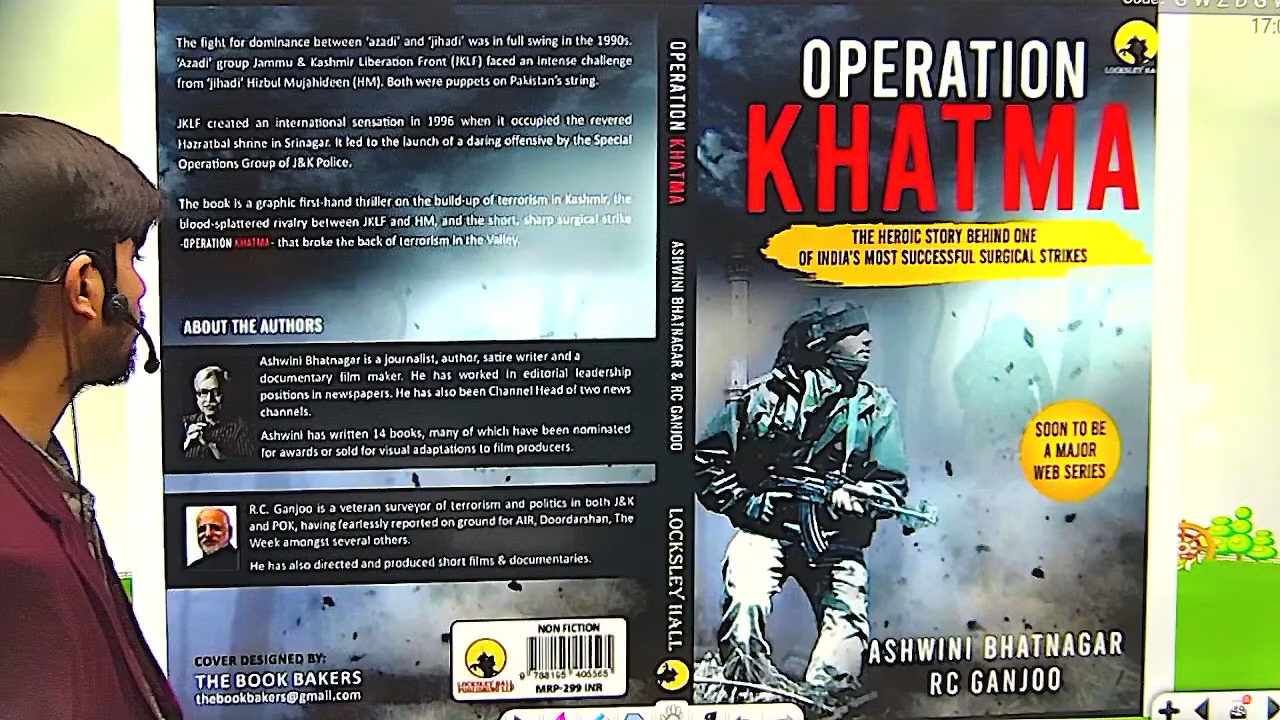 The fight for dominance between 'azadi' and 'jihadi' was in full swing in the 1990s.
'Azadi' group Jammu & Kashmir Liberation Front (JKLF) faced an intense challenge
from 'jihadi' Hizbul Mujahideen (HM). Both were puppets on Pakistan's string.
JKLF created an international sensation in 1996 when it occupied the revered
Hazratbal shrine in Srinagar. It led to the launch of a daring offensive by the Special
Operations Group of J&K Police.
The book is a graphic first-hand thriller on the build-up of terrorism in Kashmir, the
blood-splattered rivalry between JKLF and HM, and the short, sharp surgical strike
-OPERATION KHATMA- that broke the back of terrorism in the Valley.
ABOUT THE AUTHORS
Ashwini Bhatnagar is a journalist, author, satire writer and a
documentary film maker. He has worked in editorial leadership
positions in newspapers. He has also been Channel Head of two news
channels.
Ashwini has written 14 books, many of which have been nominated
for awards or sold for visual adaptations to film producers.
R.C. Ganjoo is a veteran surveyor of terrorism and politics in both J&K
and POK, having fearlessly reported on ground for AIR, Doordarshan, The
Week amongst several others.
He has also directed and produced short films & documentaries.
COVER DESIGNED BY:
THE BOOK BAKERS
thebookbakers@gmail.com
NON FICTION
9 788195 405565
MRP-299 INR
LOCKSLEY HALL
OPERATION KHATMA
ASHWINI BHATNAGAR & RC GANJOO
LOCKSLEY HALL
OPERATION
KHATMA
THE HEROIC STORY BEHIND ONE
OF INDIA'S MOST SUCCESSFUL SURGICAL STRIKES
SOON TO BE
A MAJOR
WEB SERIES
ASHWINI BHATNAGAR
RC GANJOO